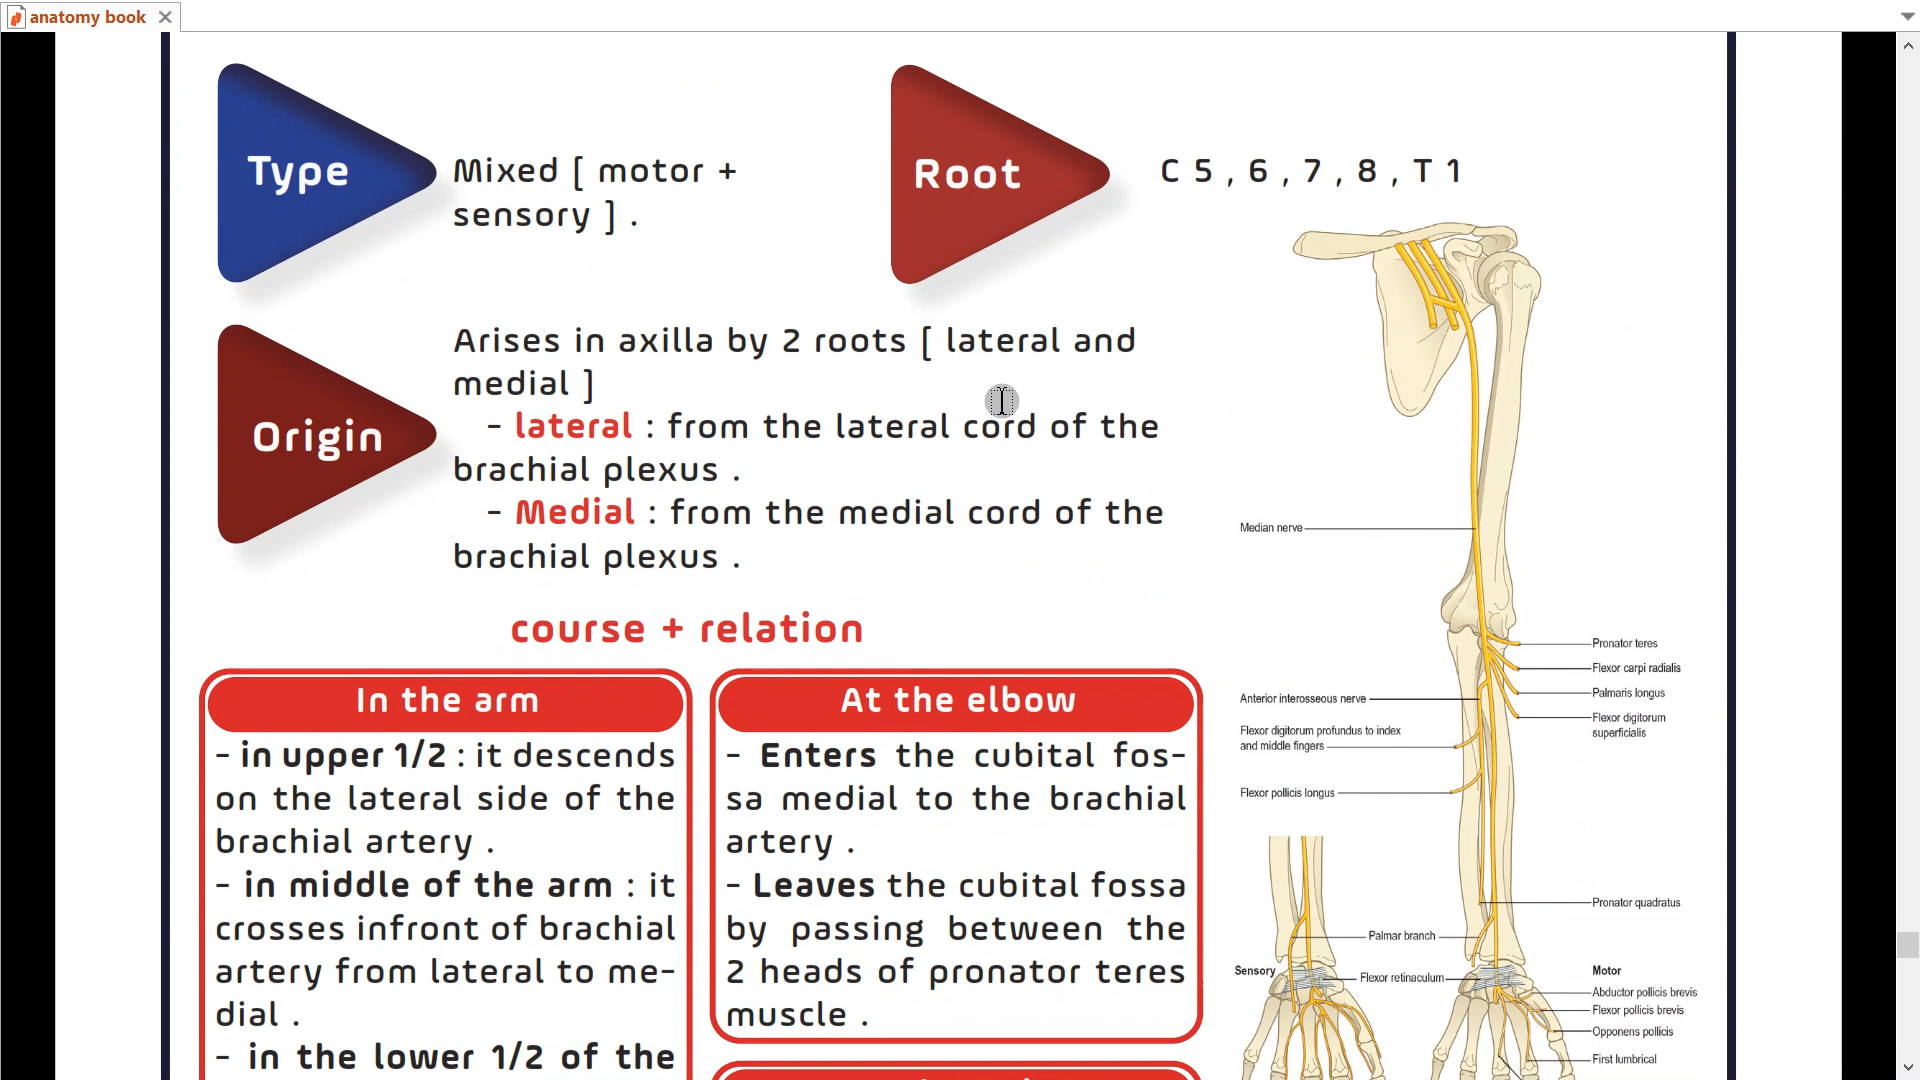 anatomy book
Type
Mixed [ motor +
sensory ] .
Root
C 5 , 6 , 7 , 8 , T 1
Origin
Arises in axilla by 2 roots [ lateral and
medial ]
- lateral : from the lateral cord of the
brachial plexus .
- Medial : from the medial cord of the
brachial plexus .
course + relation
In the arm
- in upper 1/2 : it descends
on the lateral side of the
brachial artery .
- in middle of the arm : it
crosses infront of brachial
artery from lateral to me-
dial .
- in the lower 1/2 of the
At the elbow
- Enters the cubital fos-
sa medial to the brachial
artery .
- Leaves the cubital fossa
by passing between the
2 heads of pronator teres
muscle .
Median nerve
Pronator teres
Flexor carpi radialis
Palmaris longus
Flexor digitorum
superficialis
Anterior interosseous nerve
Flexor digitorum profundus to index
and middle fingers
Flexor pollicis longus
Pronator quadratus
Palmar branch
Sensory
Flexor retinaculum
Motor
Abductor pollicis brevis
Flexor pollicis brevis
Opponens pollicis
First lumbrical